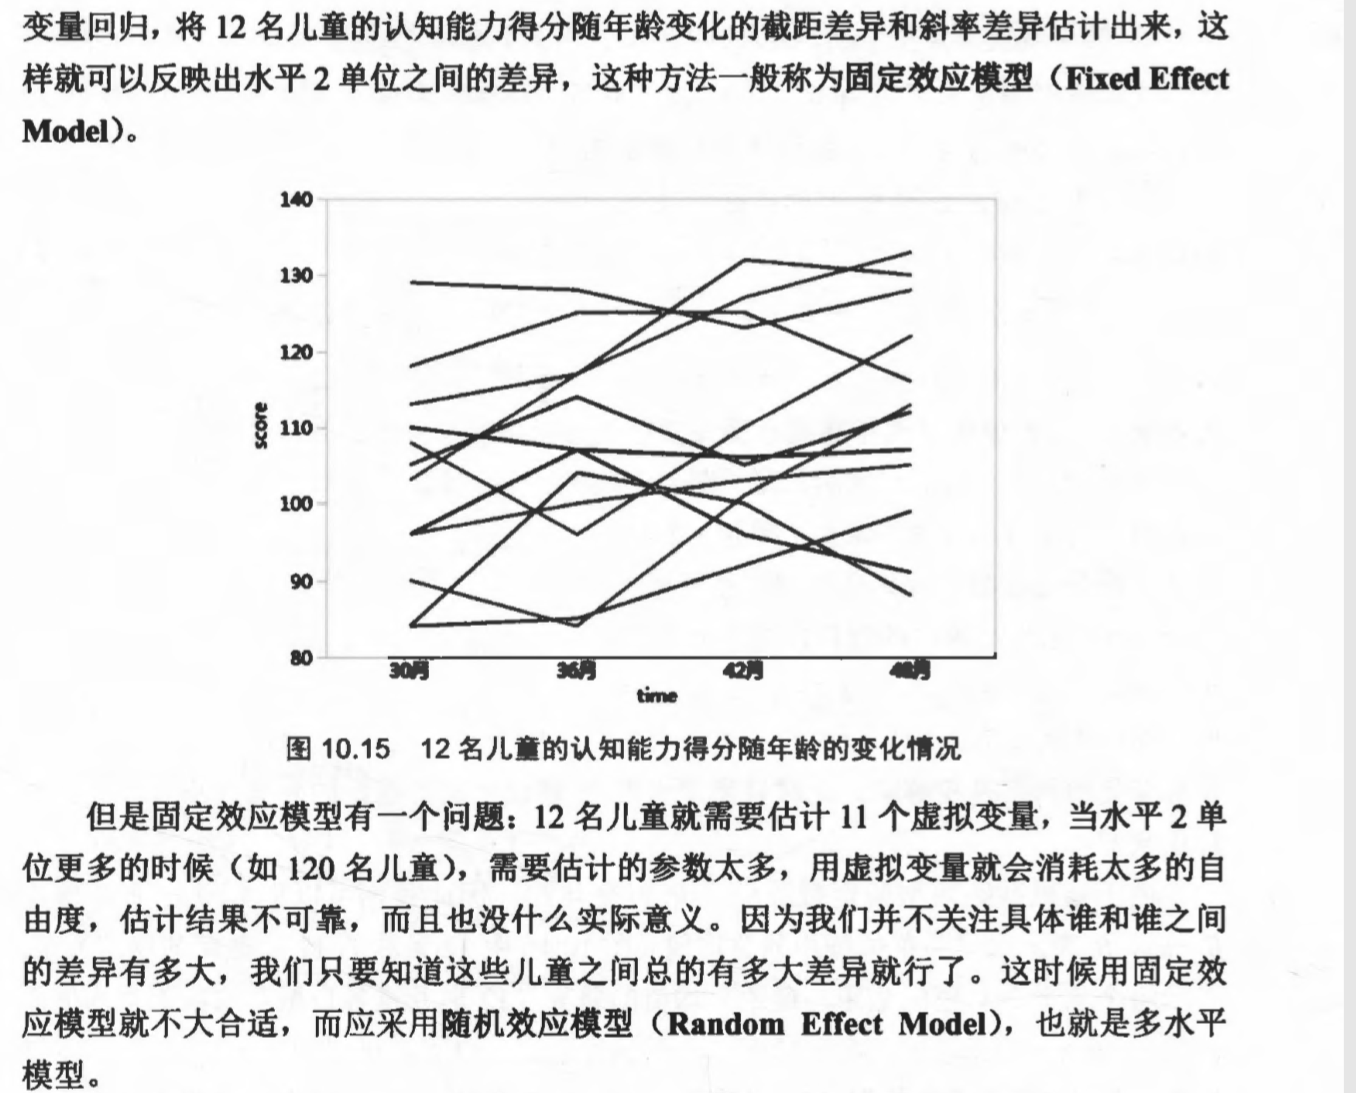 变量回归，将 12 名儿童的认知能力得分随年龄变化的截距差异和斜率差异估计出来，这
样就可以反映出水平 2 单位之间的差异，这种方法一般称为固定效应模型（Fixed Effect
Model）。
140
130
120
110
100
90
80
score
30月 36月 42月 48月
time
图 10.15 12 名儿童的认知能力得分随年龄的变化情况
但是固定效应模型有一个问题：12 名儿童就需要估计 11 个虚拟变量，当水平 2 单
位更多的时候（如 120 名儿童），需要估计的参数太多，用虚拟变量就会消耗太多的自
由度，估计结果不可靠，而且也没什么实际意义。因为我们并不关注具体谁和谁之间
的差异有多大，我们只要知道这些儿童之间总的有多大差异就行了。这时候用固定效
应模型就不大合适，而应采用随机效应模型（Random Effect Model），也就是多水平
模型。